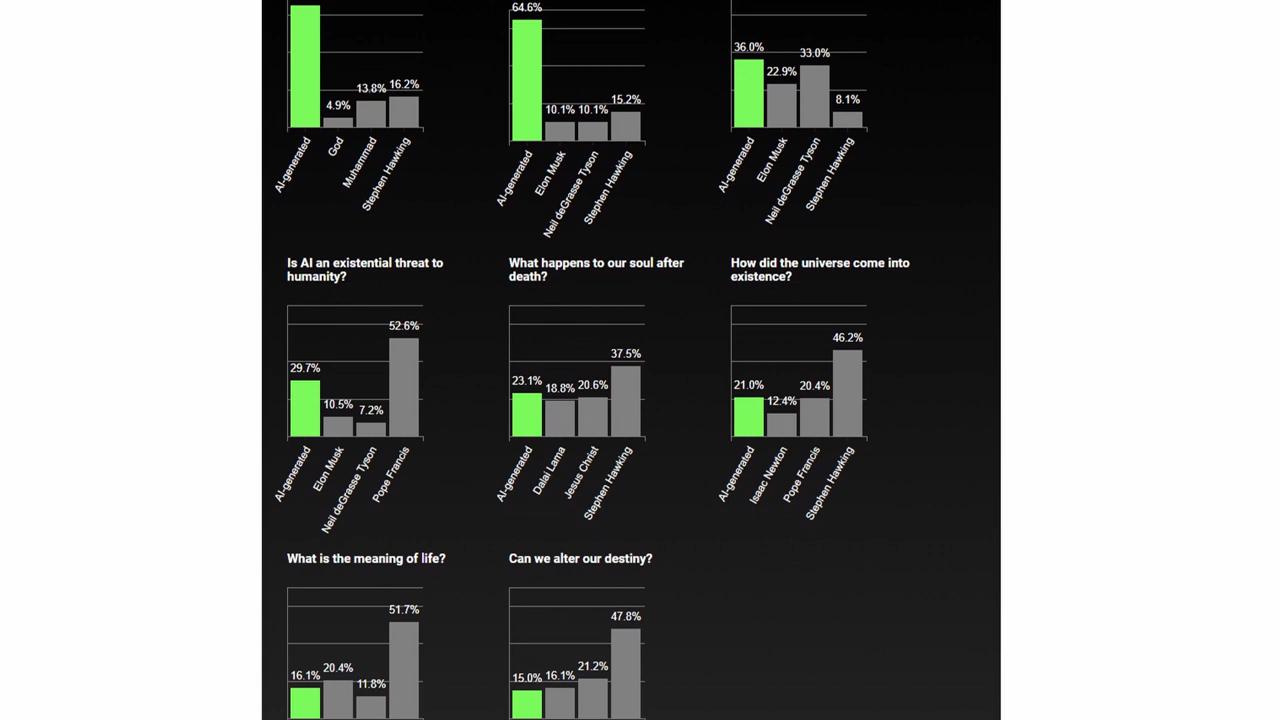 64.6%
36.0%
33.0%
22.9%
4.9%
13.8%
16.2%
10.1%
10.1%
15.2%
8.1%
AI-generated
God
Muhammad
Stephen Hawking
AI-generated
Elon Musk
Neil deGrasse Tyson
Stephen Hawking
AI-generated
Elon Musk
Neil deGrasse Tyson
Stephen Hawking
Is AI an existential threat to
humanity?
29.7%
10.5%
7.2%
52.6%
AI-generated
Elon Musk
Neil deGrasse Tyson
Pope Francis
What happens to our soul after
death?
23.1%
18.8%
20.6%
37.5%
AI-generated
Dalai Lama
Jesus Christ
Stephen Hawking
How did the universe come into
existence?
21.0%
12.4%
20.4%
46.2%
AI-generated
Isaac Newton
Pope Francis
Stephen Hawking
What is the meaning of life?
16.1%
20.4%
11.8%
51.7%
Can we alter our destiny?
15.0%
16.1%
21.2%
47.8%